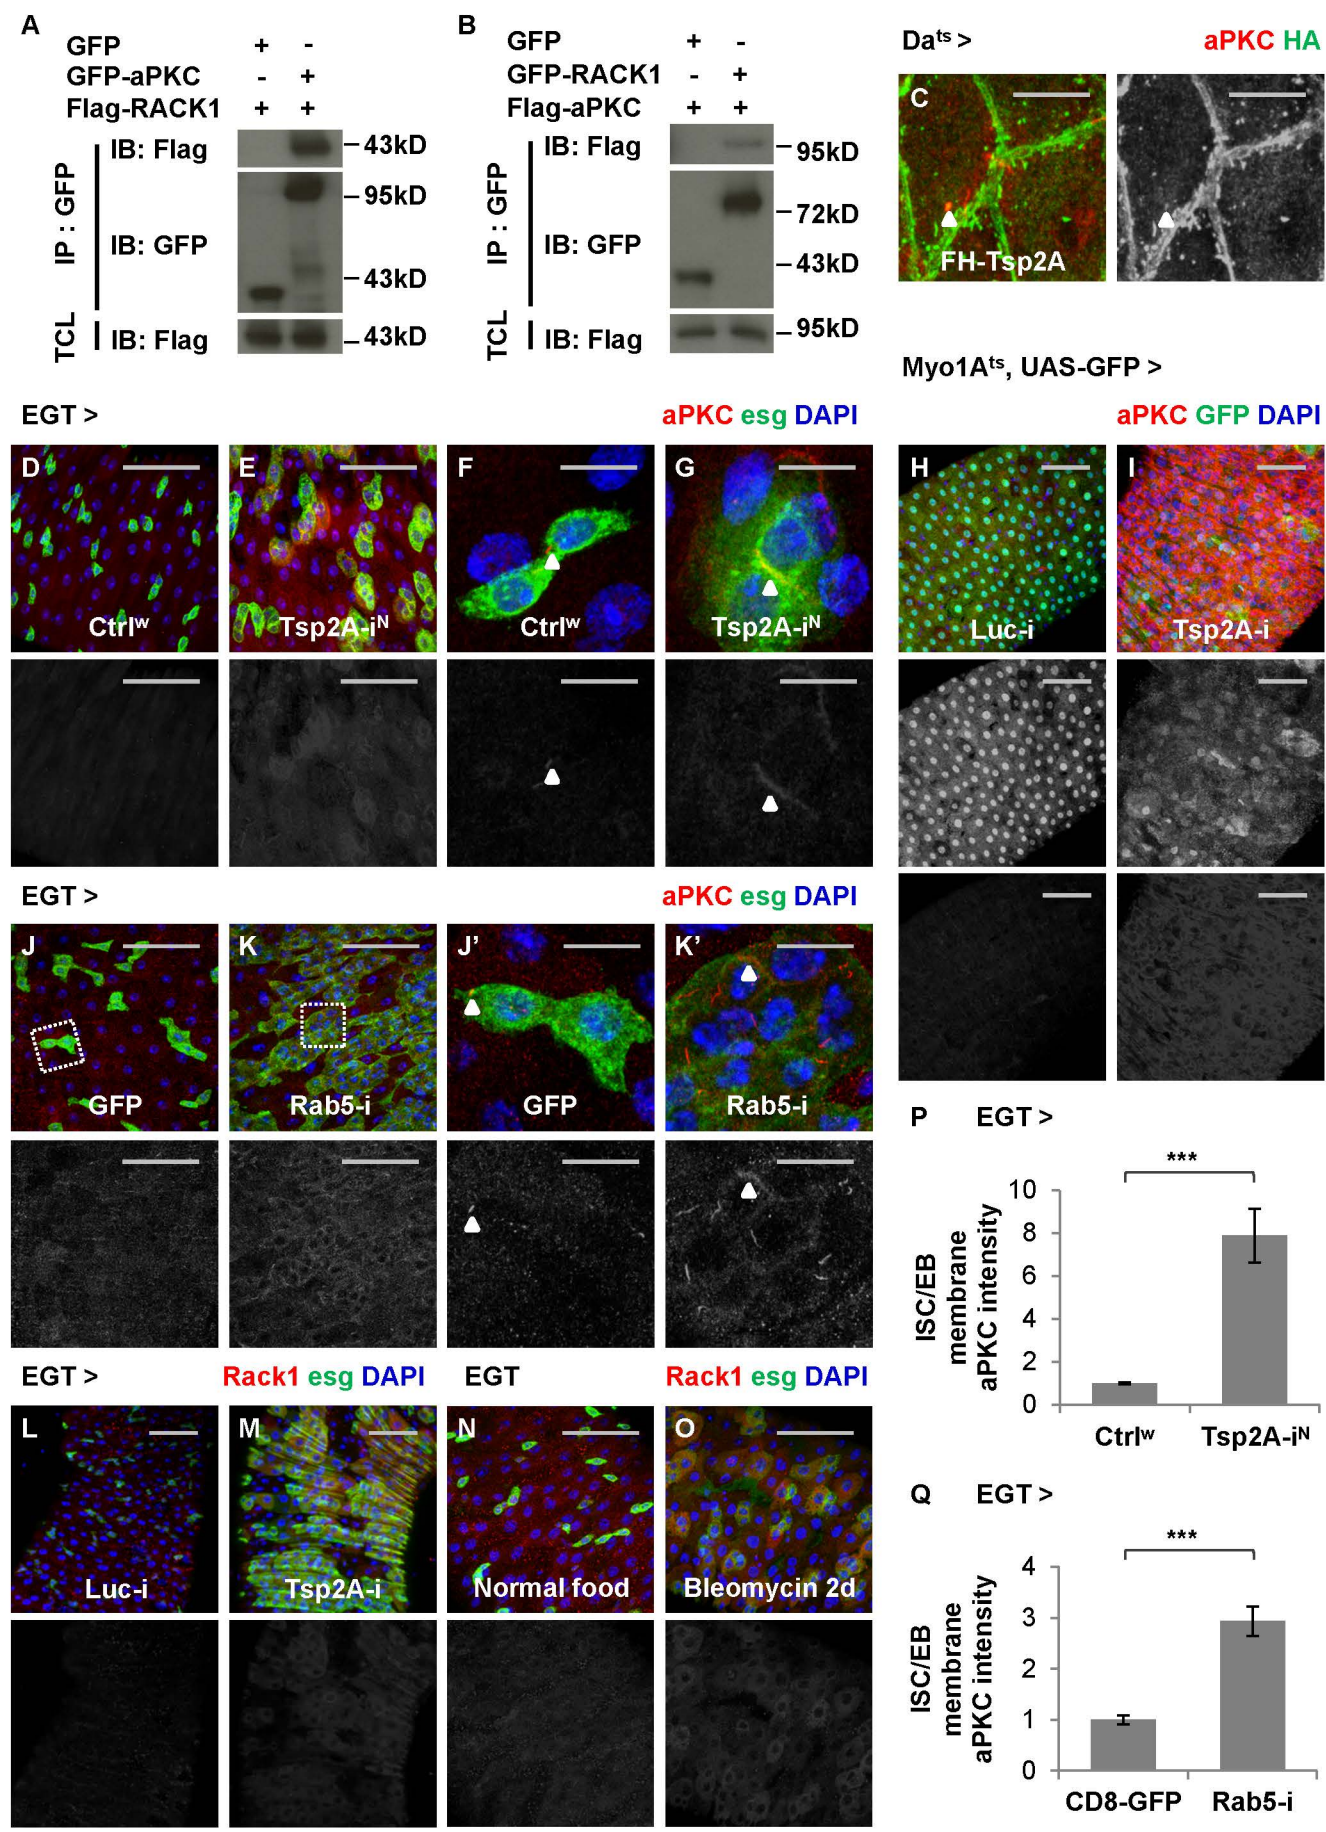 A
GFP + -
GFP-aPKC - +
Flag-RACK1 + +
IP : GFP
IB: Flag
43kD
95kD
IB: GFP
43kD
TCL
IB: Flag
43kD
B
GFP + -
GFP-RACK1 - +
Flag-aPKC + +
IP : GFP
IB: Flag
95kD
72kD
IB: GFP
43kD
TCL
IB: Flag
95kD
Daᵗˢ > aPKC HA
C
FH-Tsp2A
EGT > aPKC esg DAPI
D E F G
Ctrlʷ Tsp2A-iᴺ Ctrlʷ Tsp2A-iᴺ
Myo1Aᵗˢ, UAS-GFP >
aPKC GFP DAPI
H I
Luc-i Tsp2A-i
EGT > aPKC esg DAPI
J K J’ K’
GFP Rab5-i GFP Rab5-i
EGT > Rack1 esg DAPI
L M
Luc-i Tsp2A-i
EGT Rack1 esg DAPI
N O
Normal food Bleomycin 2d
P EGT >
***
ISC/EB
membrane
aPKC intensity
10
8
6
4
2
0
Ctrlʷ Tsp2A-iᴺ
Q EGT >
***
ISC/EB
membrane
aPKC intensity
4
3
2
1
0
CD8-GFP Rab5-i